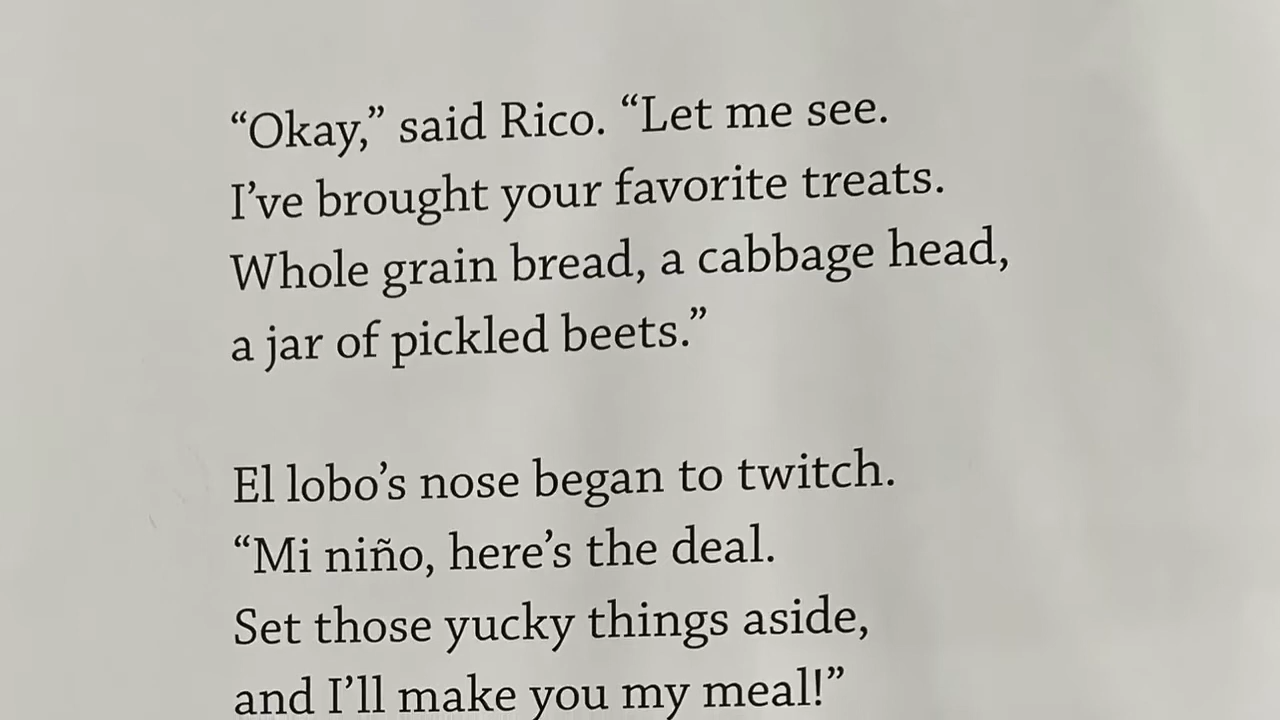 “Okay,” said Rico. “Let me see.
I’ve brought your favorite treats.
Whole grain bread, a cabbage head,
a jar of pickled beets.”
El lobo’s nose began to twitch.
“Mi niño, here’s the deal.
Set those yucky things aside,
and I’ll make you my meal!”